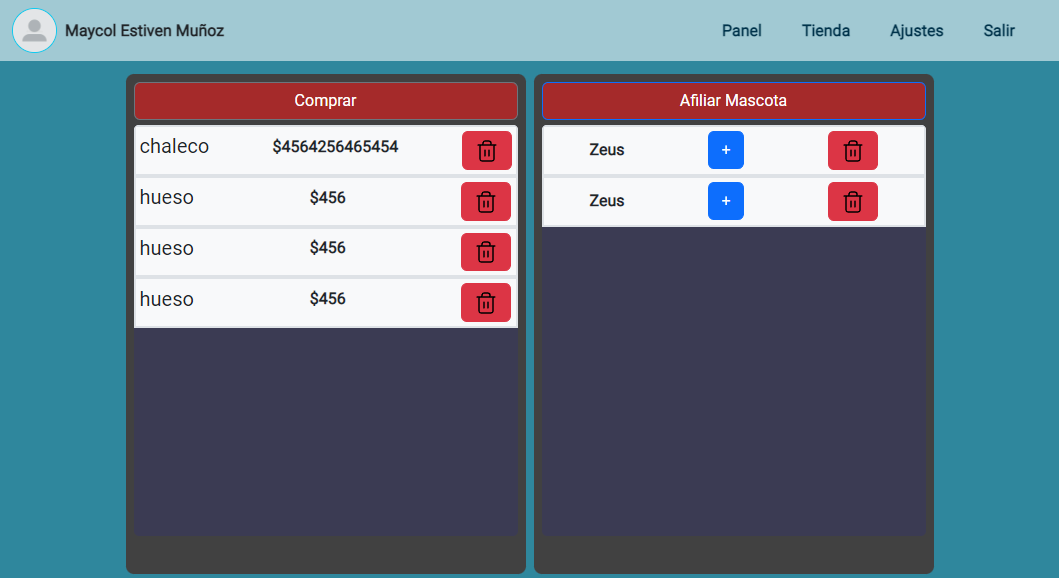 Maycol Estiven Muñoz Panel Tienda Ajustes Salir
Comprar
chaleco $4564256465454
hueso $456
hueso $456
hueso $456
Afiliar Mascota
Zeus +
Zeus +